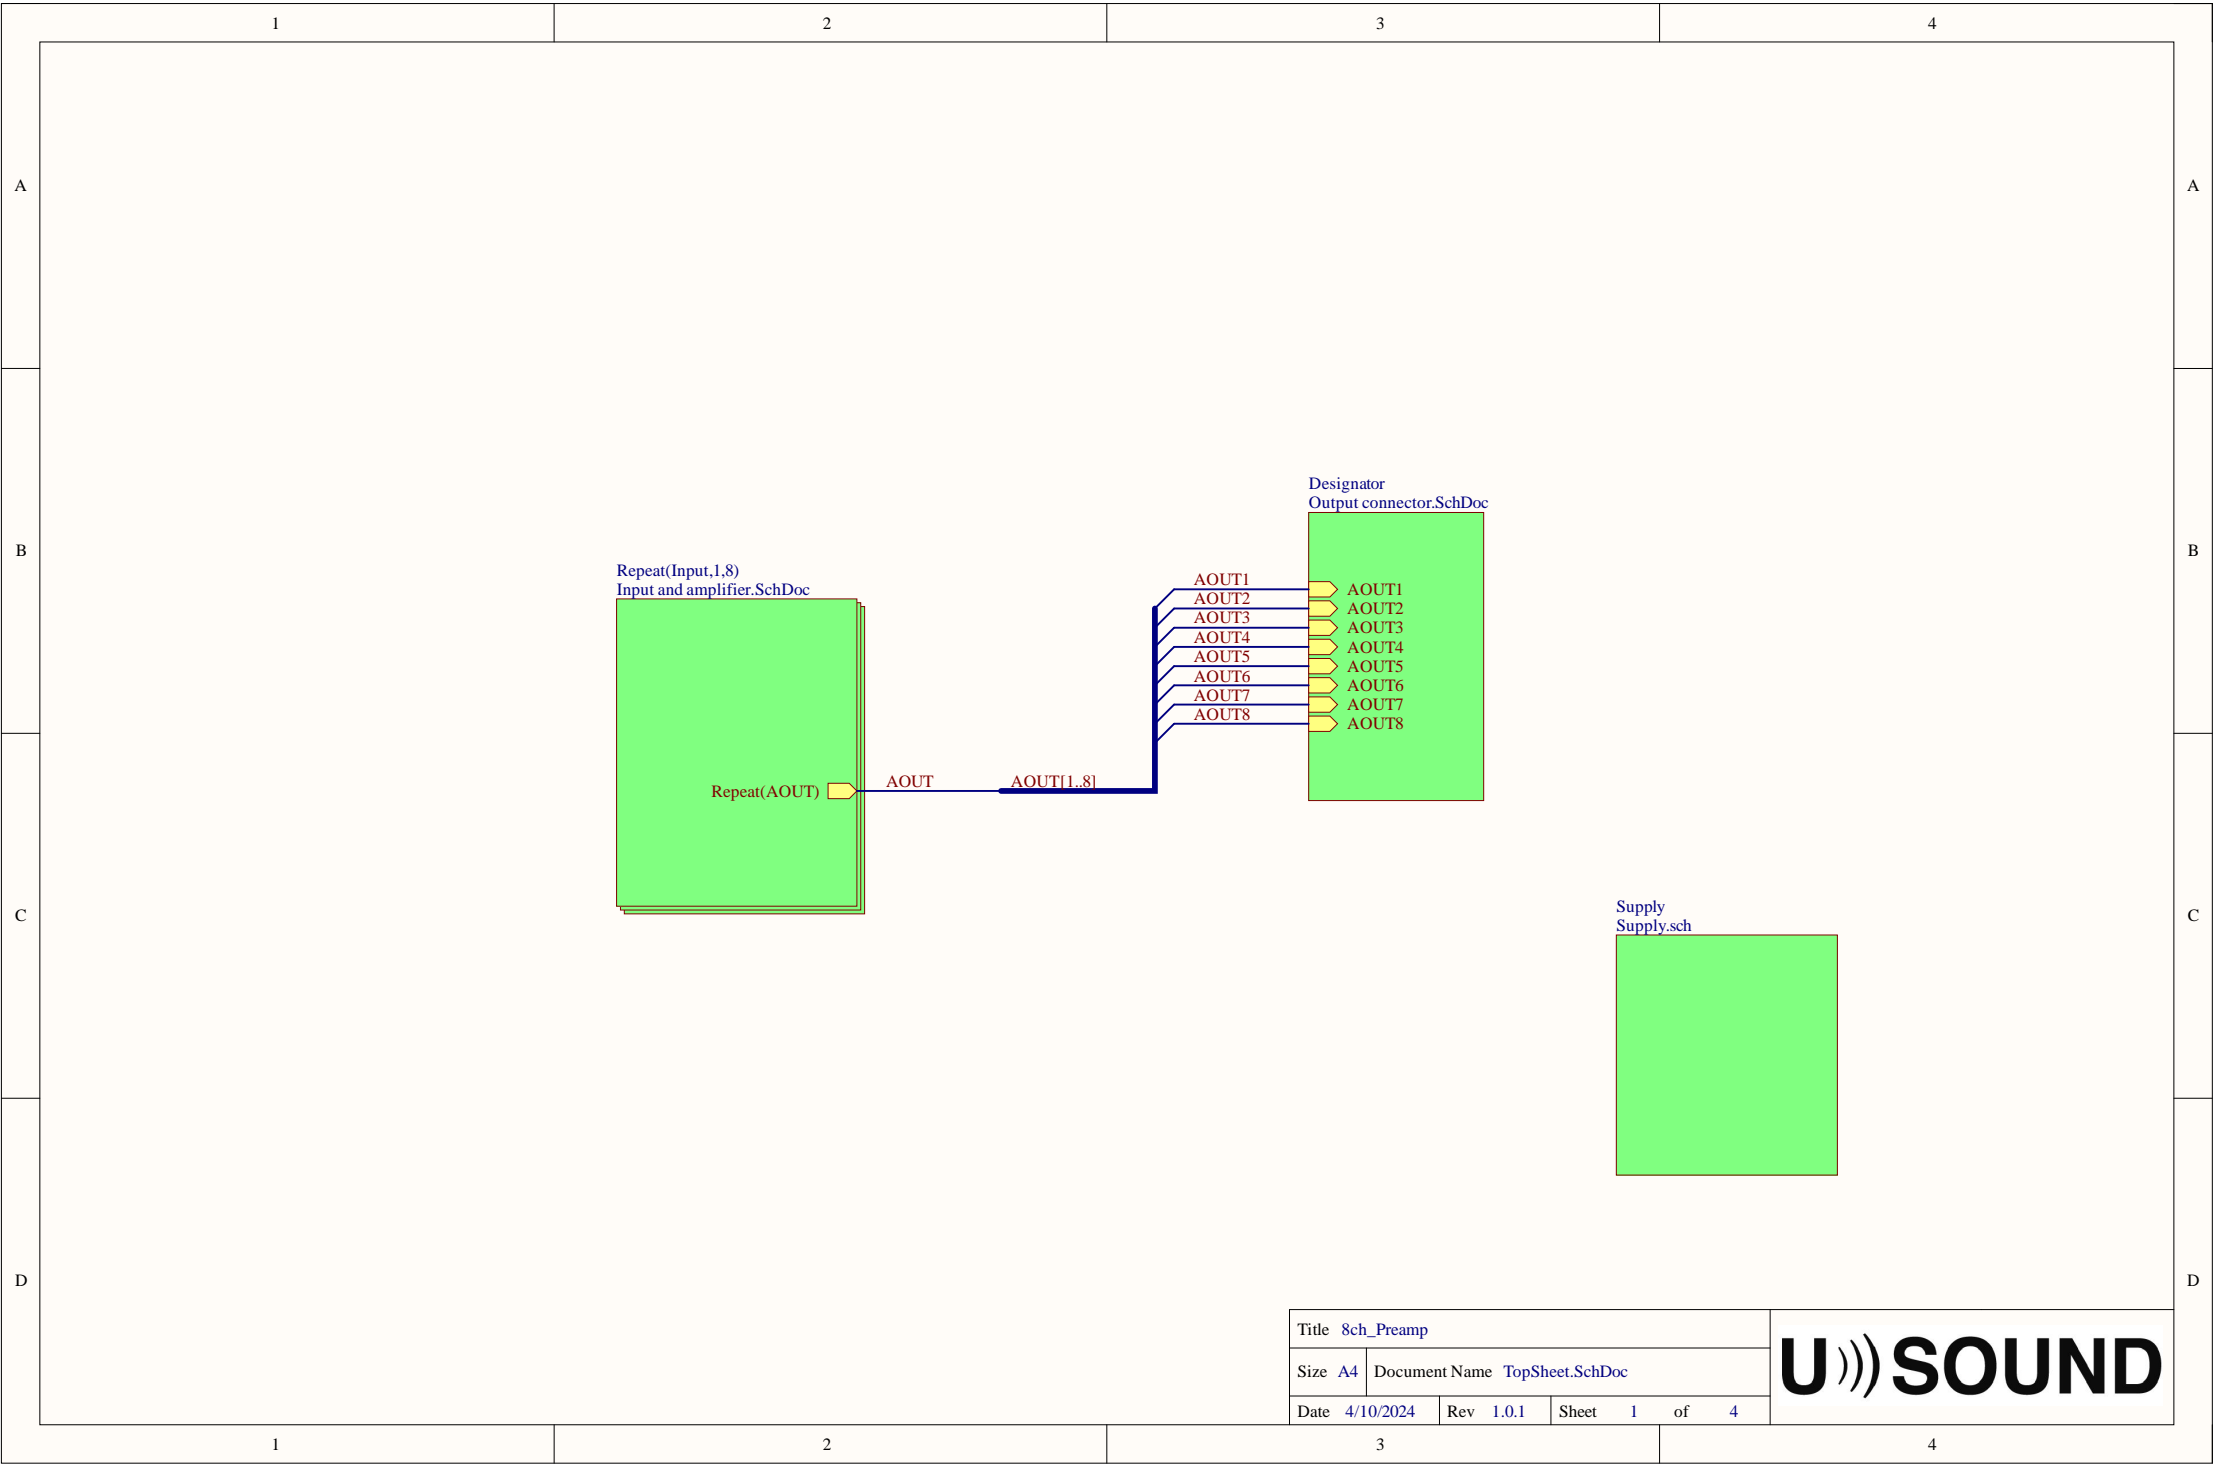 1 2 3 4
A A
Designator
Output connector.SchDoc
B B
Repeat(Input,1,8)
Input and amplifier.SchDoc
AOUT1 AOUT1
AOUT2 AOUT2
AOUT3 AOUT3
AOUT4 AOUT4
AOUT5 AOUT5
AOUT6 AOUT6
AOUT7 AOUT7
AOUT8 AOUT8
Repeat(AOUT) AOUT AOUT[1..8]
Supply
C C
Supply.sch
D D
Title 8ch_Preamp
Size A4 Document Name TopSheet.SchDoc
U SOUND
Date 4/10/2024 Rev 1.0.1 Sheet 1 of 4
1 2 3 4